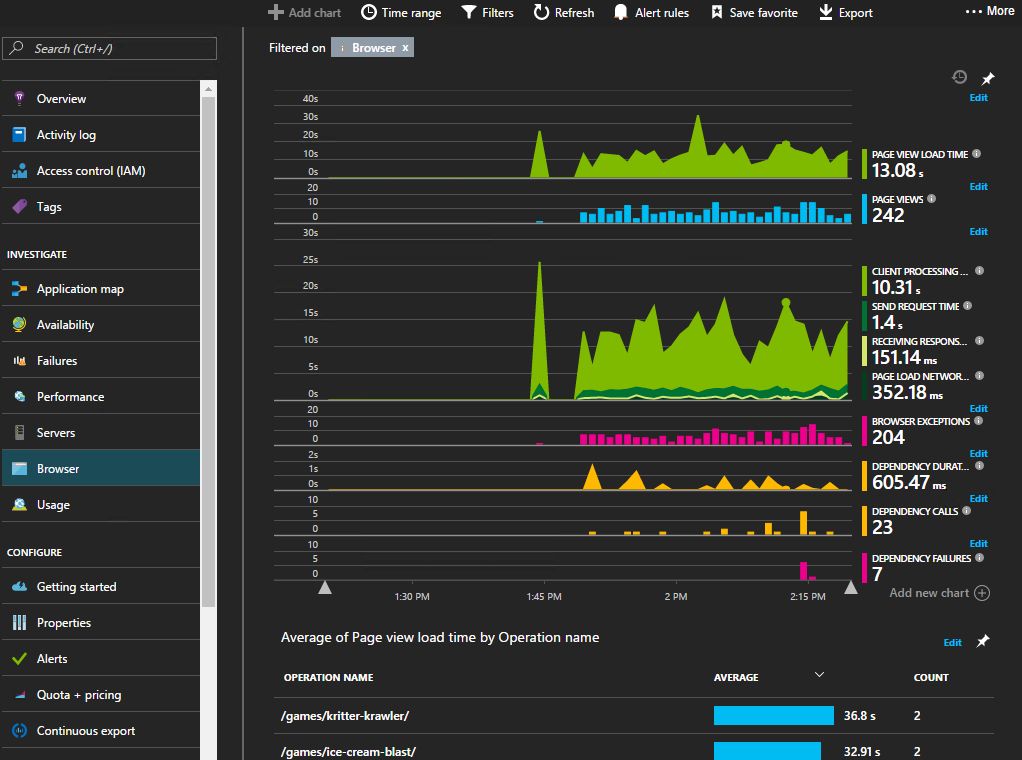 Add chart Time range Filters Refresh Alert rules Save favorite Export ... More
Search (Ctrl+/)
Filtered on Browser x
Overview
Activity log
Access control (IAM)
Tags
INVESTIGATE
Application map
Availability
Failures
Performance
Servers
Browser
Usage
CONFIGURE
Getting started
Properties
Alerts
Quota + pricing
Continuous export
Edit
40s
30s
20s
10s
0s
PAGE VIEW LOAD TIME
13.08 s
Edit
20
10
0
PAGE VIEWS
242
Edit
30s
25s
20s
15s
10s
5s
0s
CLIENT PROCESSING ...
10.31 s
SEND REQUEST TIME
1.4 s
RECEIVING RESPONS...
151.14 ms
PAGE LOAD NETWOR...
352.18 ms
Edit
20
10
0
BROWSER EXCEPTIONS
204
Edit
2s
1s
0s
DEPENDENCY DURAT...
605.47 ms
Edit
10
5
0
DEPENDENCY CALLS
23
Edit
10
5
0
DEPENDENCY FAILURES
7
1:30 PM 1:45 PM 2 PM 2:15 PM
Add new chart
Average of Page view load time by Operation name
Edit
OPERATION NAME AVERAGE COUNT
/games/kritter-krawler/ 36.8 s 2
/games/ice-cream-blast/ 32.91 s 2